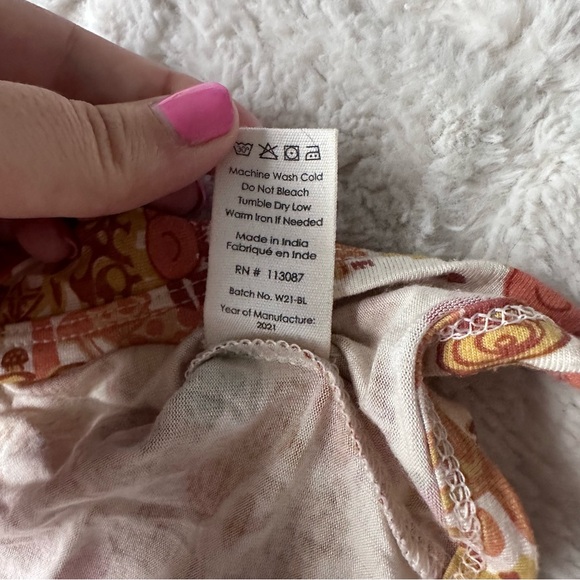 30°
Machine Wash Cold
Do Not Bleach
Tumble Dry Low
Warm Iron If Needed
Made in India
Fabriqué en Inde
RN # 113087
Batch No. W21-BL
Year of Manufacture:
2021